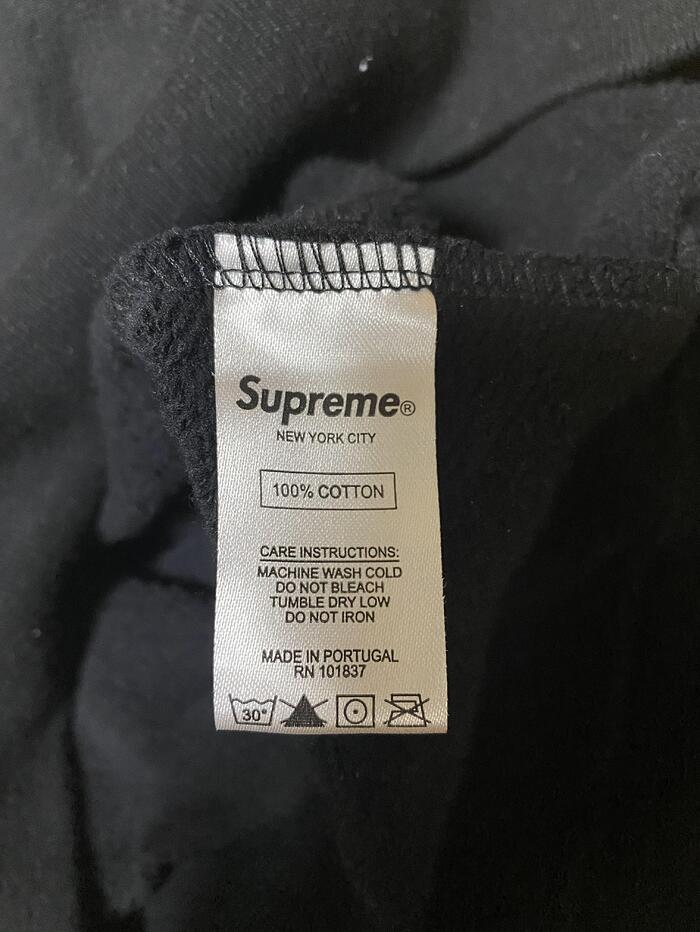 Supreme®
NEW YORK CITY
100% COTTON
CARE INSTRUCTIONS:
MACHINE WASH COLD
DO NOT BLEACH
TUMBLE DRY LOW
DO NOT IRON
MADE IN PORTUGAL
RN 101837
30°